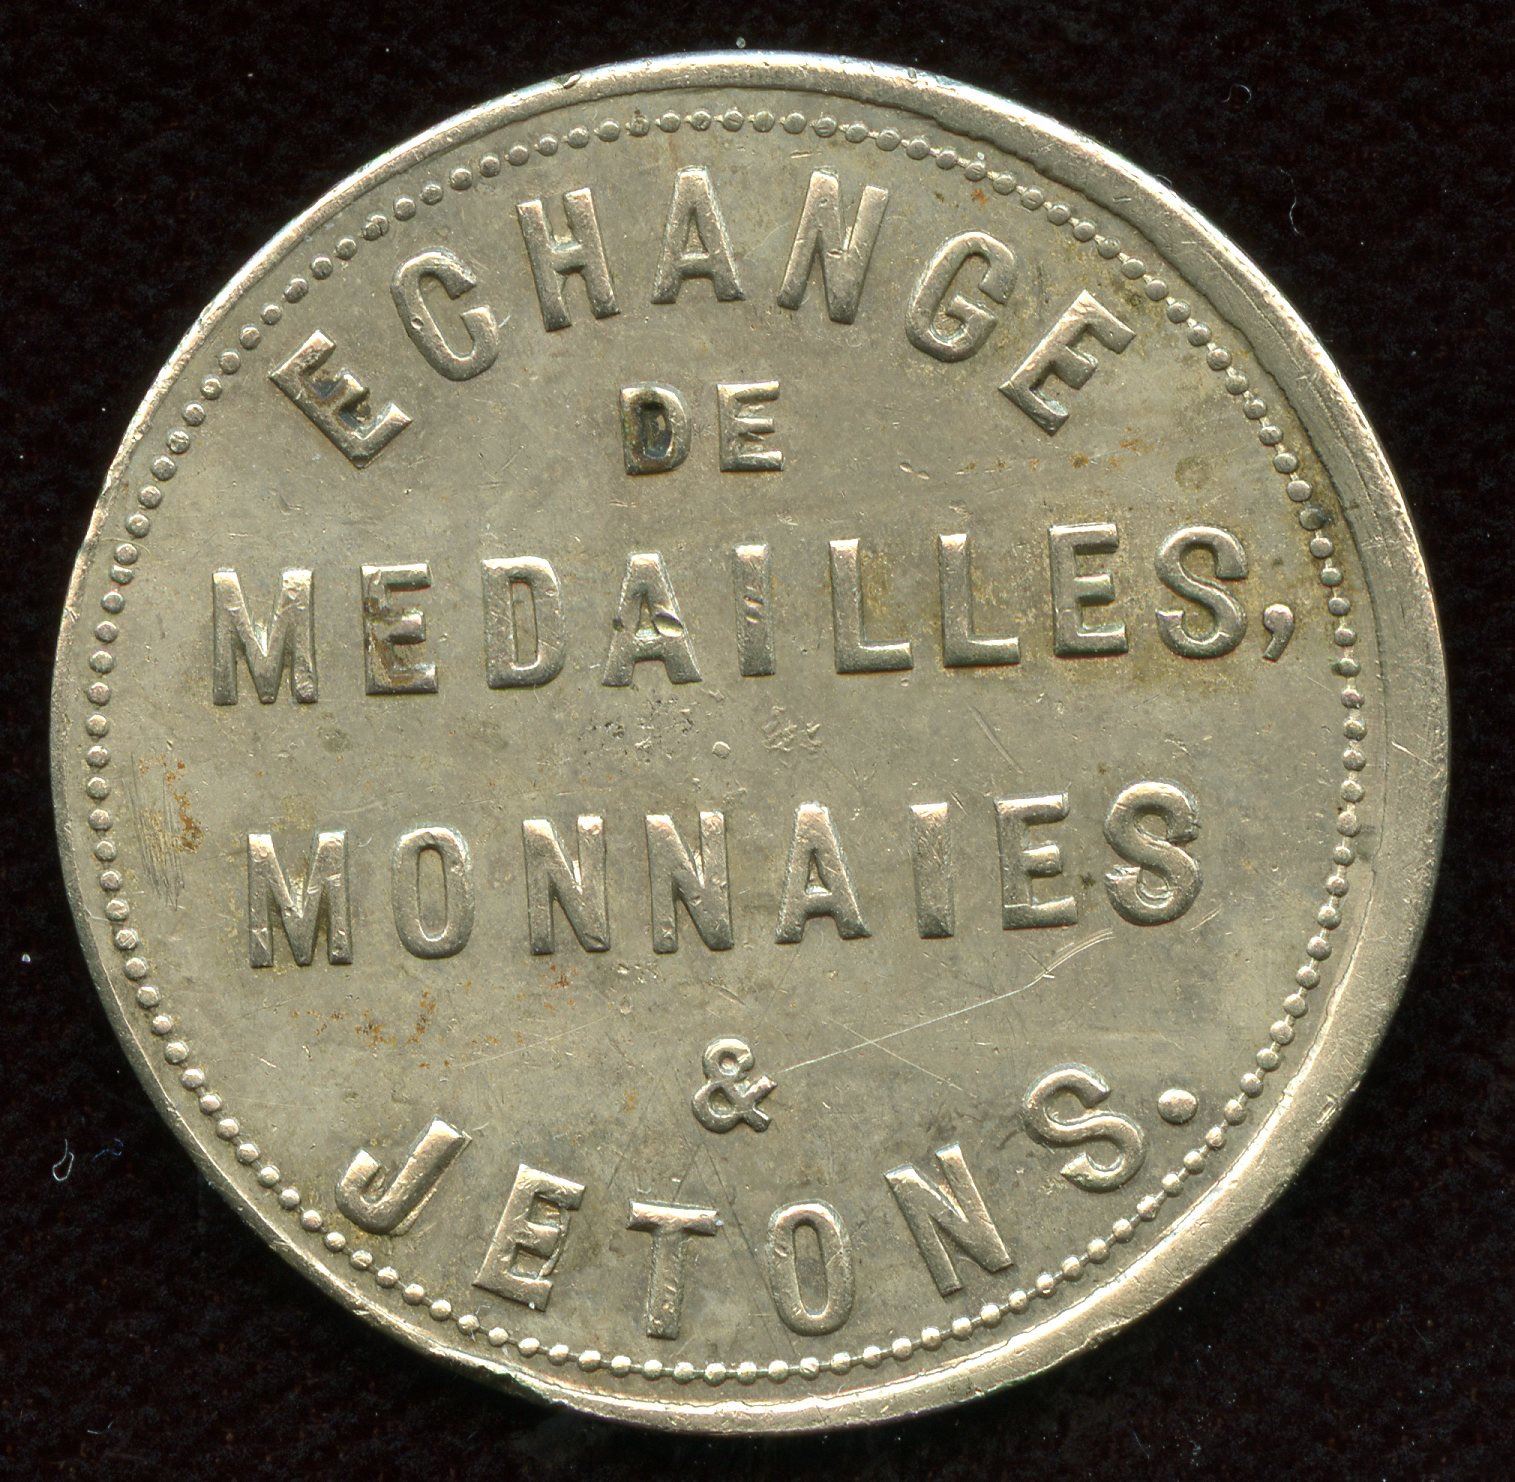 ECHANGE
DE
MEDAILLES,
MONNAIES
&
JETONS.